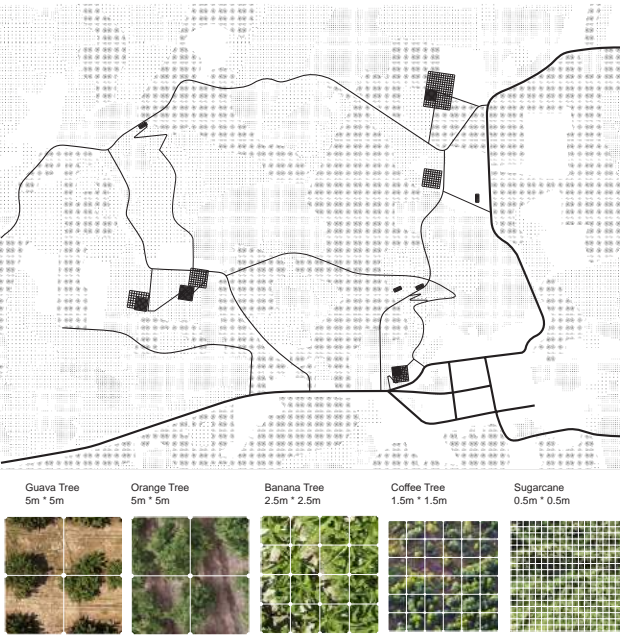 Guava Tree
5m * 5m
Orange Tree
5m * 5m
Banana Tree
2.5m * 2.5m
Coffee Tree
1.5m * 1.5m
Sugarcane
0.5m * 0.5m